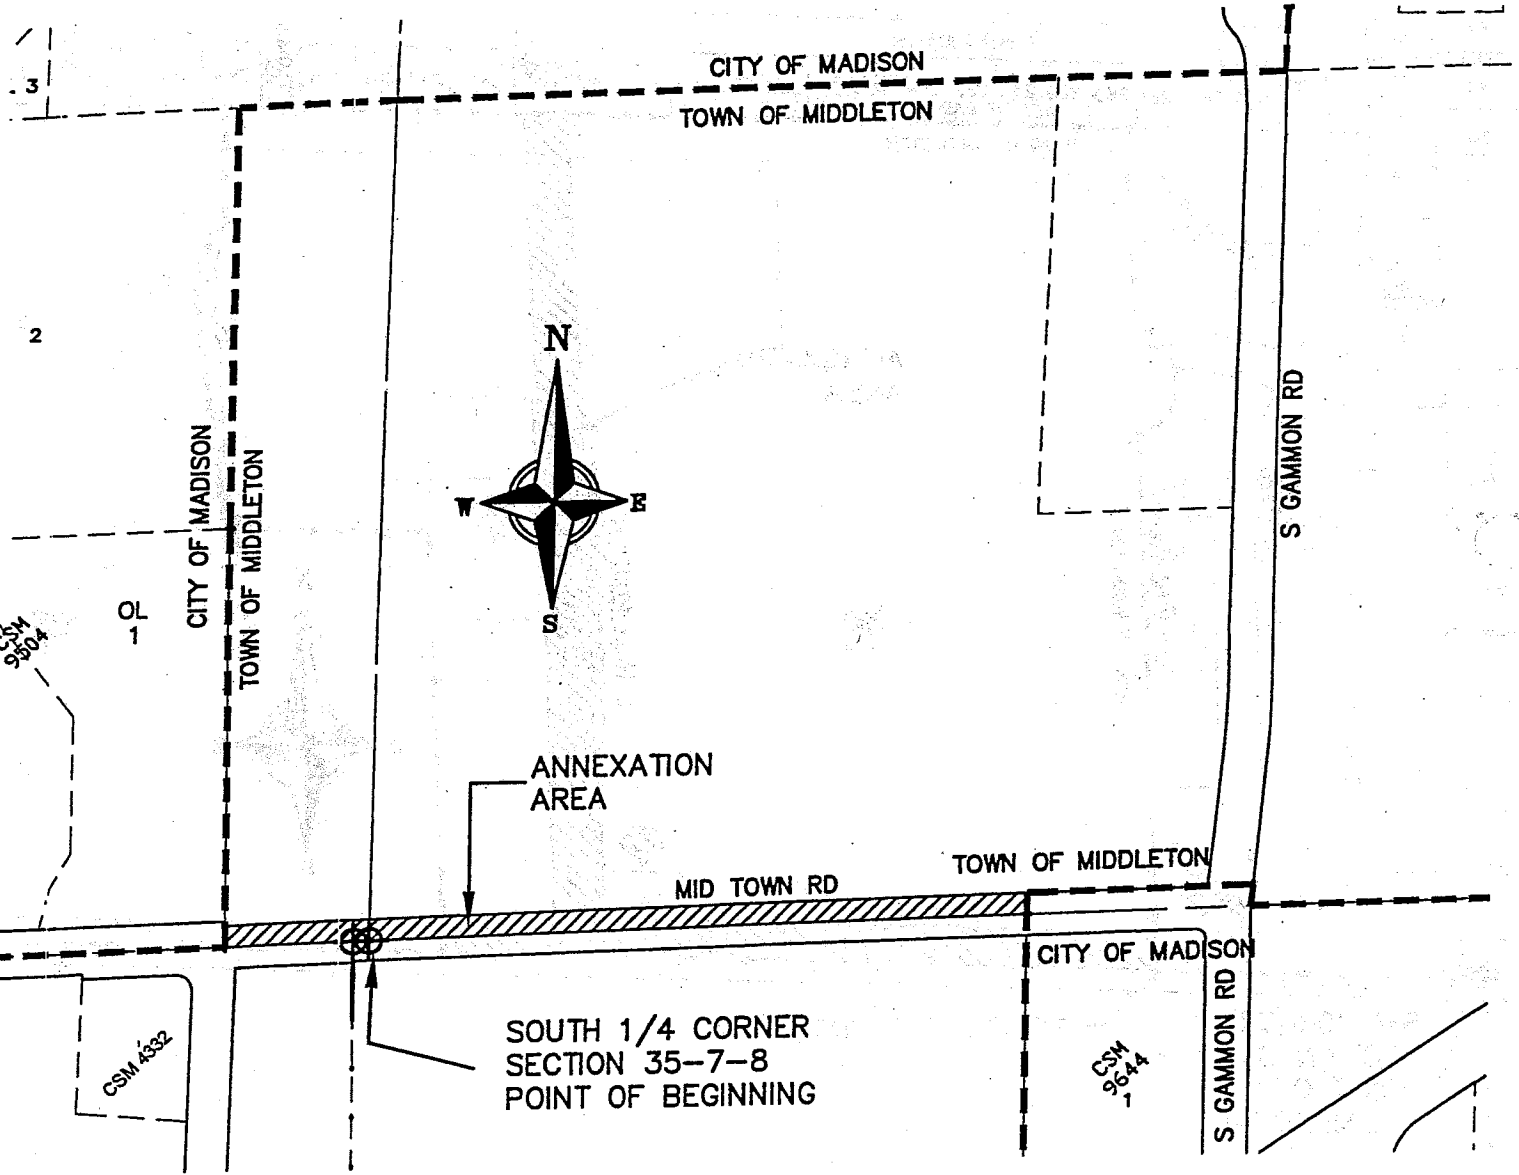 CITY OF MADISON
TOWN OF MIDDLETON
. 3
2
N
W
E
S
S GAMMON RD
CITY OF MADISON
TOWN OF MIDDLETON
OL
1
CSM
9504
ANNEXATION
AREA
TOWN OF MIDDLETON
MID TOWN RD
CITY OF MADISON
S GAMMON RD
SOUTH 1/4 CORNER
SECTION 35-7-8
POINT OF BEGINNING
CSM 4332
CSM
9644
1